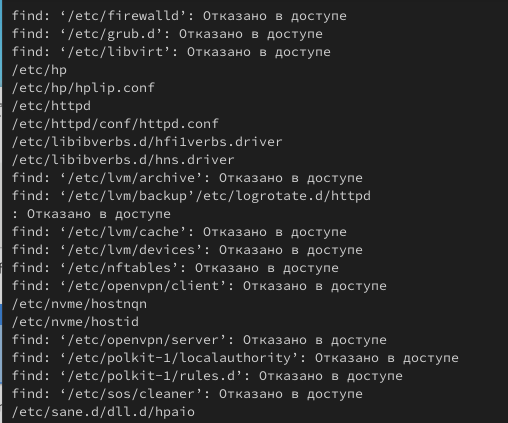 find: ‘/etc/firewalld’: Отказано в доступе
find: ‘/etc/grub.d’: Отказано в доступе
find: ‘/etc/libvirt’: Отказано в доступе
/etc/hp
/etc/hp/hplip.conf
/etc/httpd
/etc/httpd/conf/httpd.conf
/etc/libibverbs.d/hfi1verbs.driver
/etc/libibverbs.d/hns.driver
find: ‘/etc/lvm/archive’: Отказано в доступе
find: ‘/etc/lvm/backup’/etc/logrotate.d/httpd
: Отказано в доступе
find: ‘/etc/lvm/cache’: Отказано в доступе
find: ‘/etc/lvm/devices’: Отказано в доступе
find: ‘/etc/nftables’: Отказано в доступе
find: ‘/etc/openvpn/client’: Отказано в доступе
/etc/nvme/hostnqn
/etc/nvme/hostid
find: ‘/etc/openvpn/server’: Отказано в доступе
find: ‘/etc/polkit-1/localauthority’: Отказано в доступе
find: ‘/etc/polkit-1/rules.d’: Отказано в доступе
find: ‘/etc/sos/cleaner’: Отказано в доступе
/etc/sane.d/dll.d/hpaio